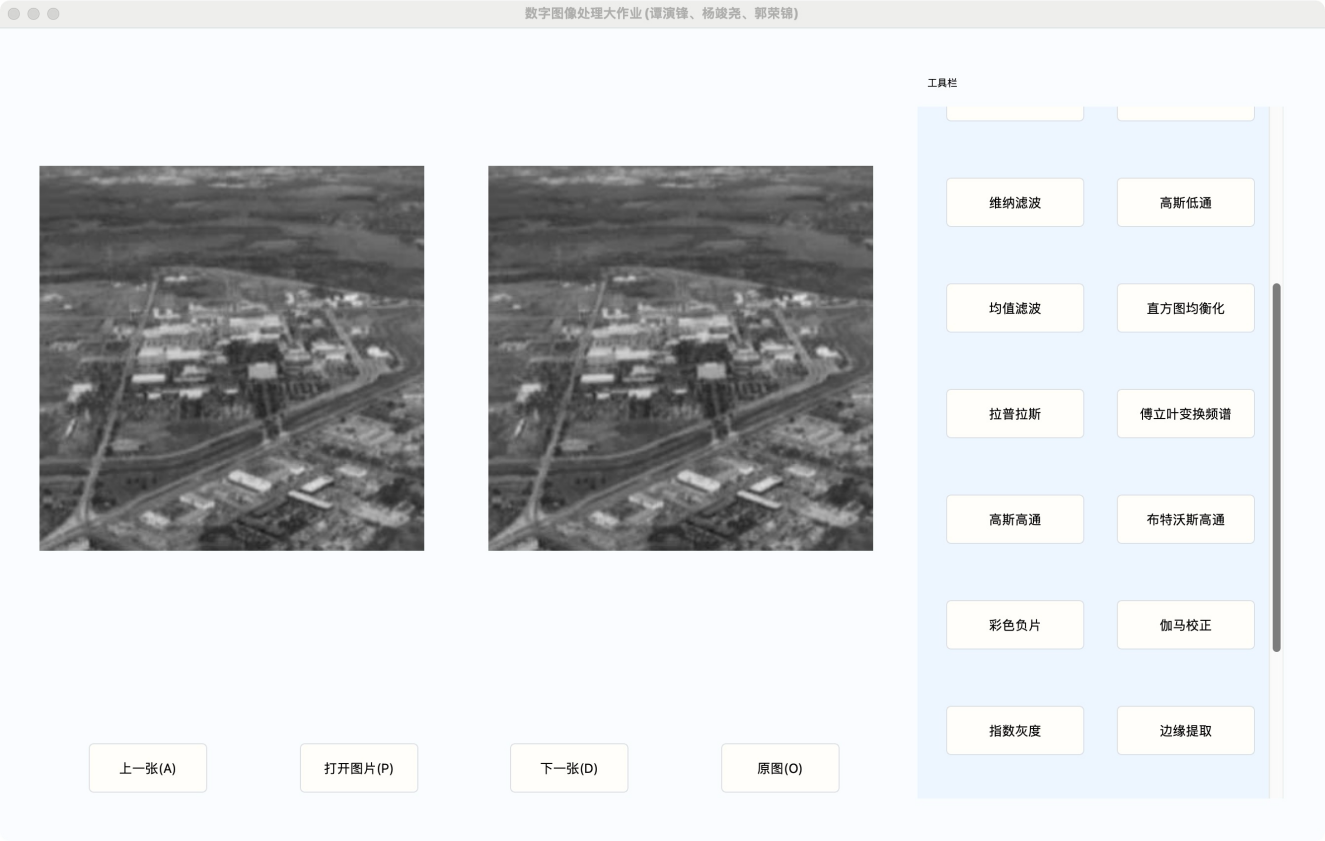 数字图像处理大作业 (谭演锋、杨竣尧、郭荣锦)
工具栏
维纳滤波
高斯低通
均值滤波
直方图均衡化
拉普拉斯
傅立叶变换频谱
高斯高通
布特沃斯高通
彩色负片
伽马校正
指数灰度
边缘提取
上一张(A)
打开图片(P)
下一张(D)
原图(O)